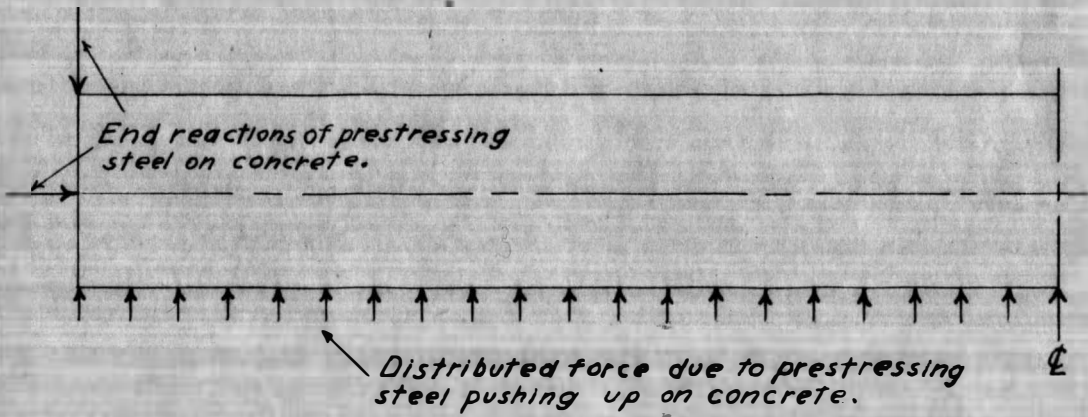 End reactions of prestressing
steel on concrete.
℄
Distributed force due to prestressing
steel pushing up on concrete.